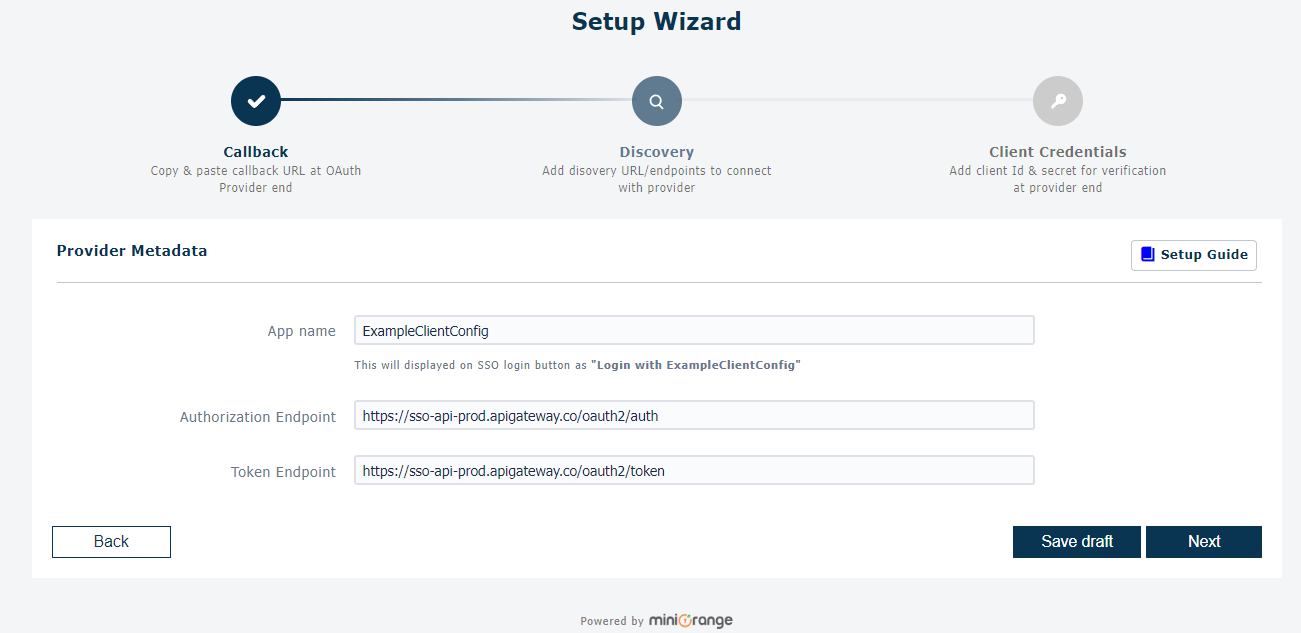 Setup Wizard
Callback
Copy & paste callback URL at OAuth
Provider end
Discovery
Add disovery URL/endpoints to connect
with provider
Client Credentials
Add client Id & secret for verification
at provider end
Provider Metadata
Setup Guide
App name
ExampleClientConfig
This will displayed on SSO login button as "Login with ExampleClientConfig"
Authorization Endpoint
https://sso-api-prod.apigateway.co/oauth2/auth
Token Endpoint
https://sso-api-prod.apigateway.co/oauth2/token
Back
Save draft
Next
Powered by miniOrange